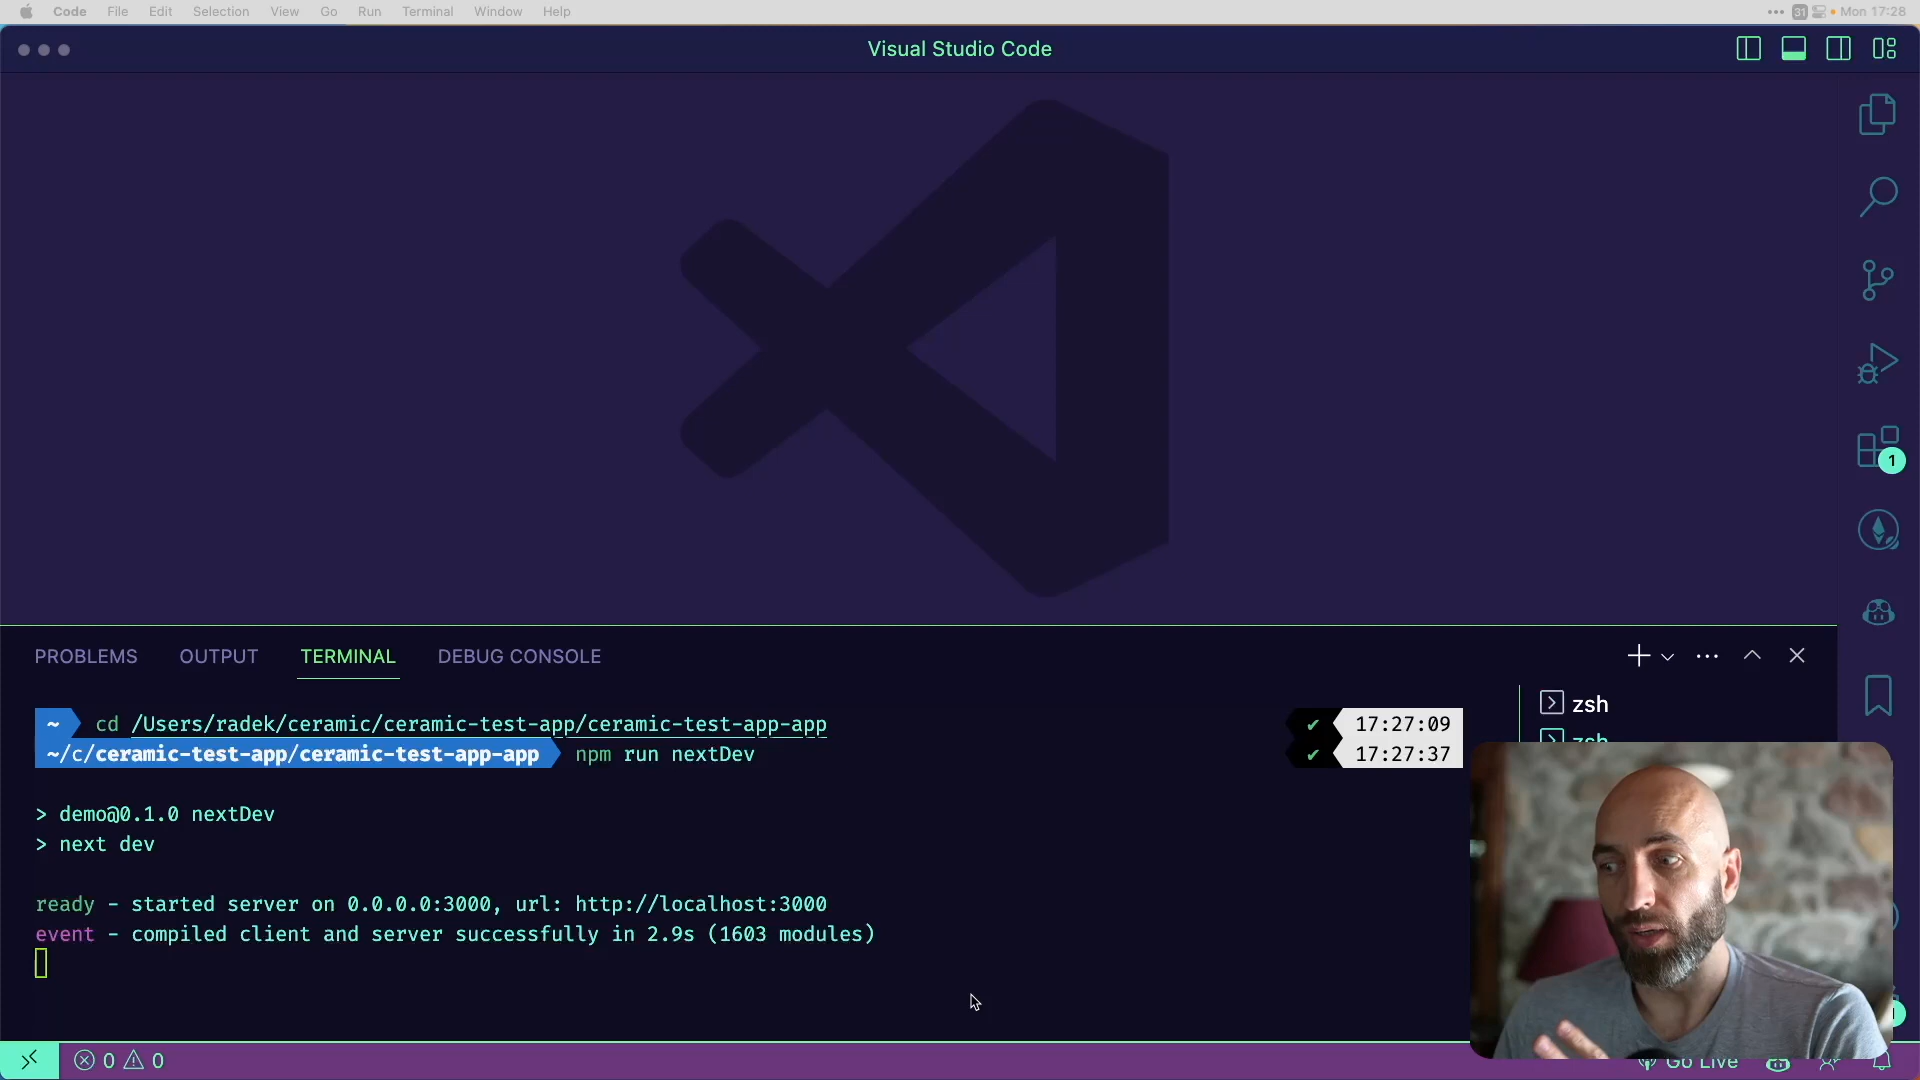 Code File Edit Selection View Go Run Terminal Window Help 31 Mon 17:28
Visual Studio Code
1
PROBLEMS OUTPUT TERMINAL DEBUG CONSOLE
~ cd /Users/radek/ceramic/ceramic-test-app/ceramic-test-app-app ✔ 17:27:09
~/c/ceramic-test-app/ceramic-test-app-app npm run nextDev ✔ 17:27:37
> demo@0.1.0 nextDev
> next dev
ready - started server on 0.0.0.0:3000, url: http://localhost:3000
event - compiled client and server successfully in 2.9s (1603 modules)
zsh
zsh
0 0
Go Live